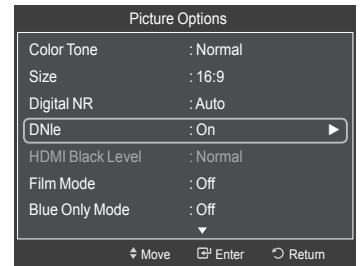 Picture Options
Color Tone : Normal
Size : 16:9
Digital NR : Auto
DNIe : On ►
HDMI Black Level : Normal
Film Mode : Off
Blue Only Mode : Off
▼
Move Enter Return